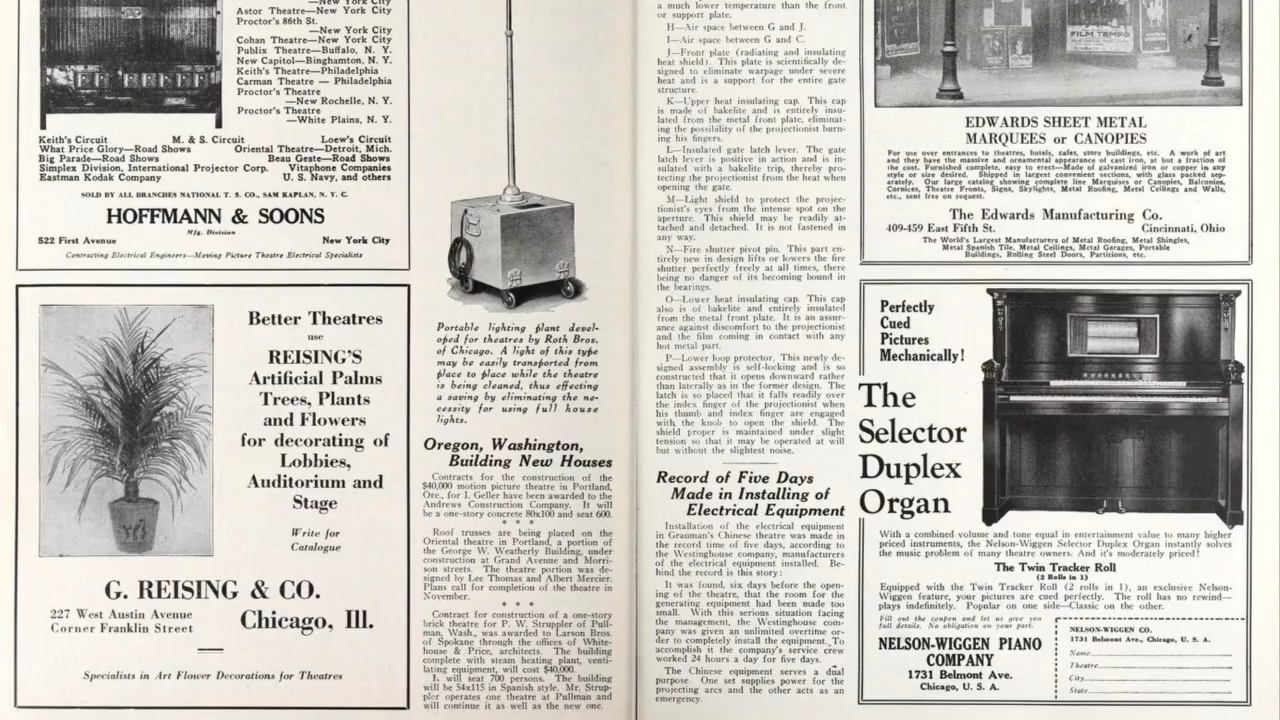 —New York City
Astor Theatre—New York City
Proctor's 86th St.
—New York City
Cohan Theatre—New York City
Publix Theatre—Buffalo, N. Y.
New Capitol—Binghamton, N. Y.
Keith's Theatre—Philadelphia
Carman Theatre — Philadelphia
Proctor's Theatre
—New Rochelle, N. Y.
Proctor's Theatre
—White Plains, N. Y.
Keith's Circuit M. & S. Circuit Loew's Circuit
What Price Glory—Road Shows Oriental Theatre—Detroit, Mich.
Big Parade—Road Shows Beau Geste—Road Shows
Simplex Division, International Projector Corp. Vitaphone Companies
Eastman Kodak Company U. S. Navy, and others
SOLD BY ALL BRANCHES NATIONAL T. S. CO., SAM KAPLAN, N. Y. C.
HOFFMANN & SOONS
Mfg. Division
522 First Avenue New York City
Contracting Electrical Engineers—Moving Picture Theatre Electrical Specialists
Better Theatres
use
REISING'S
Artificial Palms
Trees, Plants
and Flowers
for decorating of
Lobbies,
Auditorium and
Stage
Write for
Catalogue
G. REISING & CO.
227 West Austin Avenue
Corner Franklin Street
Chicago, Ill.
Specialists in Art Flower Decorations for Theatres
Portable lighting plant devel-
oped for theatres by Roth Bros.
of Chicago. A light of this type
may be easily transported from
place to place while the theatre
is being cleaned, thus effecting
a saving by eliminating the ne-
cessity for using full house
lights.
Oregon, Washington,
Building New Houses
Contracts for the construction of the
$40,000 motion picture theatre in Portland,
Ore., for I. Geller have been awarded to the
Andrews Construction Company. It will
be a one-story concrete 80x100 and seat 600.
* * *
Roof trusses are being placed on the
Oriental theatre in Portland, a portion of
the George W. Weatherly Building, under
construction at Grand Avenue and Morri-
son streets. The theatre portion was de-
signed by Lee Thomas and Albert Mercier.
Plans call for completion of the theatre in
November.
* * *
Contract for construction of a one-story
brick theatre for P. W. Struppler of Pull-
man, Wash., was awarded to Larson Bros.
of Spokane through the offices of White-
house & Price, architects. The building
complete with steam heating plant, venti-
lating equipment, will cost $40,000.
It will seat 700 persons. The building
will be 54x115 in Spanish style. Mr. Strup-
pler operates one theatre at Pullman and
will continue it as well as the new one.
a much lower temperature than the front
or support plate.
H—Air space between G and J.
I—Air space between G and C.
J—Front plate (radiating and insulating
heat shield). This plate is scientifically de-
signed to eliminate warpage under severe
heat and is a support for the entire gate
structure.
K—Upper heat insulating cap. This cap
is made of bakelite and is entirely insu-
lated from the metal front plate, eliminat-
ing the possibility of the projectionist burn-
ing his fingers.
L—Insulated gate latch lever. The gate
latch lever is positive in action and is in-
sulated with a bakelite trip, thereby pro-
tecting the projectionist from the heat when
opening the gate.
M—Light shield to protect the projec-
tionist's eyes from the intense spot on the
aperture. This shield may be readily at-
tached and detached. It is not fastened in
any way.
N—Fire shutter pivot pin. This part en-
tirely new in design lifts or lowers the fire
shutter perfectly freely at all times, there
being no danger of its becoming bound in
the bearings.
O—Lower heat insulating cap. This cap
also is of bakelite and entirely insulated
from the metal front plate. It is an assur-
ance against discomfort to the projectionist
and the film coming in contact with any
hot metal part.
P—Lower loop protector. This newly de-
signed assembly is self-locking and is so
constructed that it opens downward rather
than laterally as in the former design. The
latch is so placed that it falls readily over
the index finger of the projectionist when
his thumb and index finger are engaged
with the knob to open the shield. The
shield proper is maintained under slight
tension so that it may be operated at will
but without the slightest noise.
Record of Five Days
Made in Installing of
Electrical Equipment
Installation of the electrical equipment
in Grauman's Chinese theatre was made in
the record time of five days, according to
the Westinghouse company, manufacturers
of the electrical equipment installed. Be-
hind the record is this story:
It was found, six days before the open-
ing of the theatre, that the room for the
generating equipment had been made too
small. With this serious situation facing
the management, the Westinghouse com-
pany was given an unlimited overtime or-
der to completely install the equipment. To
accomplish it the company's service crew
worked 24 hours a day for five days.
The Chinese equipment serves a dual
purpose. One set supplies power for the
projecting arcs and the other acts as an
emergency.
FILM TEMPO
EDWARDS SHEET METAL
MARQUEES or CANOPIES
For use over entrances to theatres, hotels, cafes, store buildings, etc. A work of art
and they have the massive and ornamental appearance of cast iron, at but a fraction of
the cost. Furnished complete, easy to erect—Made of galvanized iron or copper in any
style or size desired. Shipped in largest convenient sections, with glass packed sep-
arately. Our large catalog showing complete line Marquises or Canopies, Balconies,
Cornices, Theatre Fronts, Signs, Skylights, Metal Roofing, Metal Ceilings and Walls,
etc., sent free on request.
The Edwards Manufacturing Co.
409-459 East Fifth St. Cincinnati, Ohio
The World's Largest Manufacturers of Metal Roofing, Metal Shingles,
Metal Spanish Tile, Metal Ceilings, Metal Garages, Portable
Buildings, Rolling Steel Doors, Partitions, etc.
Perfectly
Cued
Pictures
Mechanically!
The
Selector
Duplex
Organ
With a combined volume and tone equal in entertainment value to many higher
priced instruments, the Nelson-Wiggen Selector Duplex Organ instantly solves
the music problem of many theatre owners. And it's moderately priced!
The Twin Tracker Roll
(2 Rolls in 1)
Equipped with the Twin Tracker Roll (2 rolls in 1), an exclusive Nelson-
Wiggen feature, your pictures are cued perfectly. The roll has no rewind—
plays indefinitely. Popular on one side—Classic on the other.
Fill out the coupon and let us give you
full details. No obligation on your part.
NELSON-WIGGEN PIANO
COMPANY
1731 Belmont Ave.
Chicago, U. S. A.
NELSON-WIGGEN CO.
1731 Belmont Ave., Chicago, U. S. A.
Name
Theatre
City
State